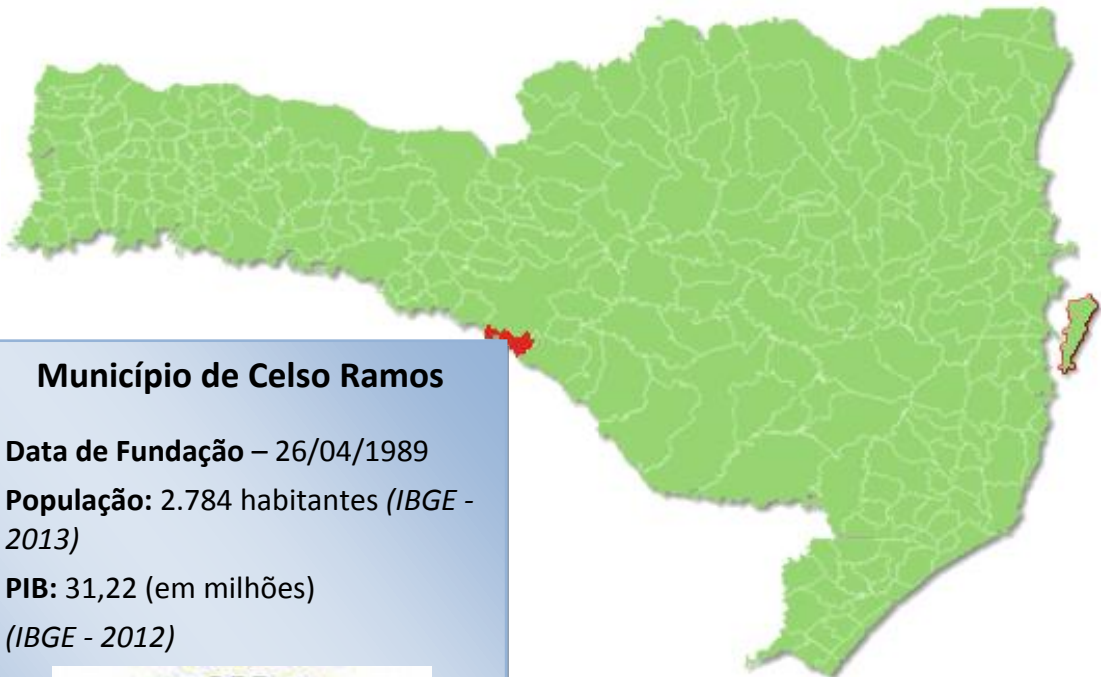 Município de Celso Ramos
Data de Fundação – 26/04/1989
População: 2.784 habitantes (IBGE -
2013)
PIB: 31,22 (em milhões)
(IBGE - 2012)